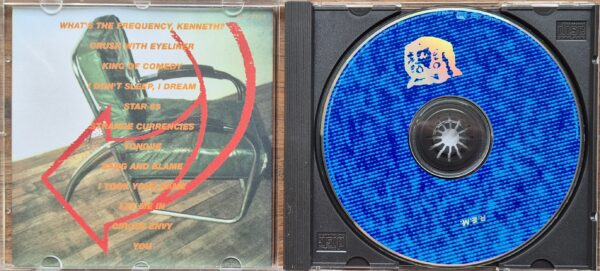 WHAT'S THE FREQUENCY, KENNETH?
CRUSH WITH EYELINER
KING OF COMEDY
I DON'T SLEEP, I DREAM
STAR 69
STRANGE CURRENCIES
TONGUE
BANG AND BLAME
I TOOK YOUR NAME
LET ME IN
CIRCUS ENVY
YOU
R.E.M.